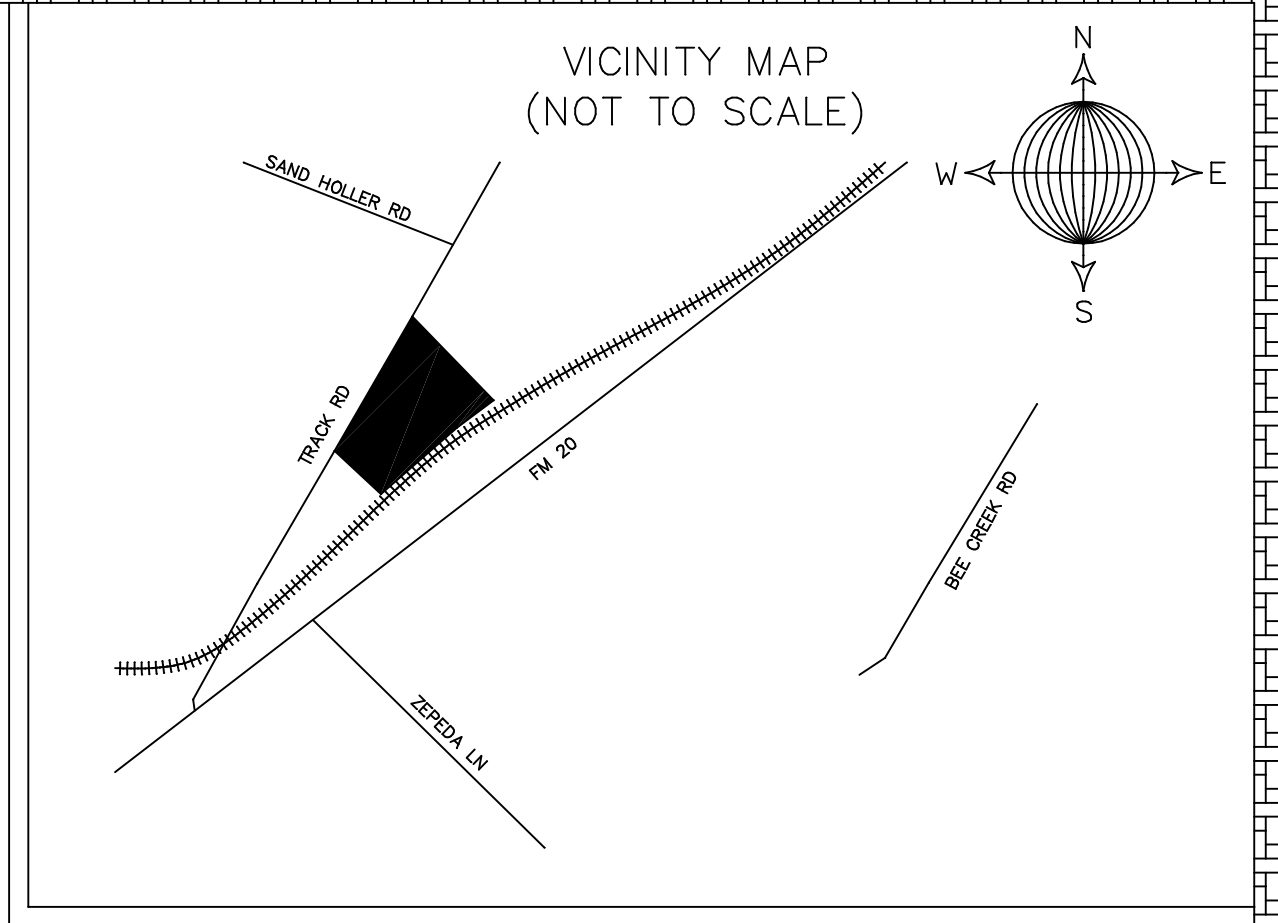 VICINITY MAP
(NOT TO SCALE)
N
W
E
S
SAND HOLLER RD
TRACK RD
FM 20
BEE CREEK RD
ZEPEDA LN